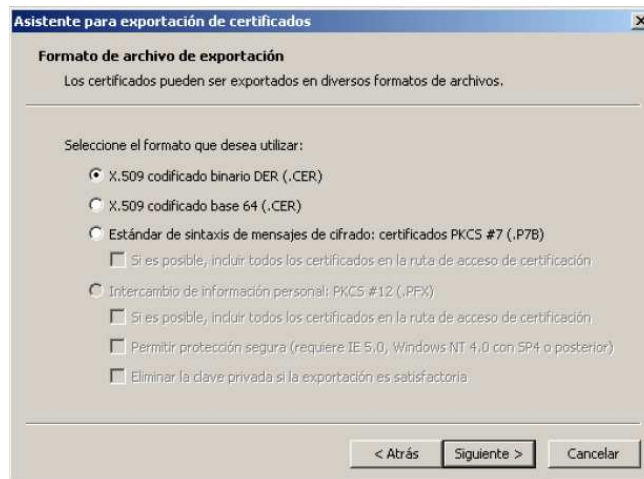 Asistente para exportación de certificados
Formato de archivo de exportación
Los certificados pueden ser exportados en diversos formatos de archivos.
Seleccione el formato que desea utilizar:
X.509 codificado binario DER (.CER)
X.509 codificado base 64 (.CER)
Estándar de sintaxis de mensajes de cifrado: certificados PKCS #7 (.P7B)
Si es posible, incluir todos los certificados en la ruta de acceso de certificación
Intercambio de información personal: PKCS #12 (.PFX)
Si es posible, incluir todos los certificados en la ruta de acceso de certificación
Permitir protección segura (requiere IE 5.0, Windows NT 4.0 con SP4 o posterior)
Eliminar la clave privada si la exportación es satisfactoria
< Atrás Siguiente > Cancelar